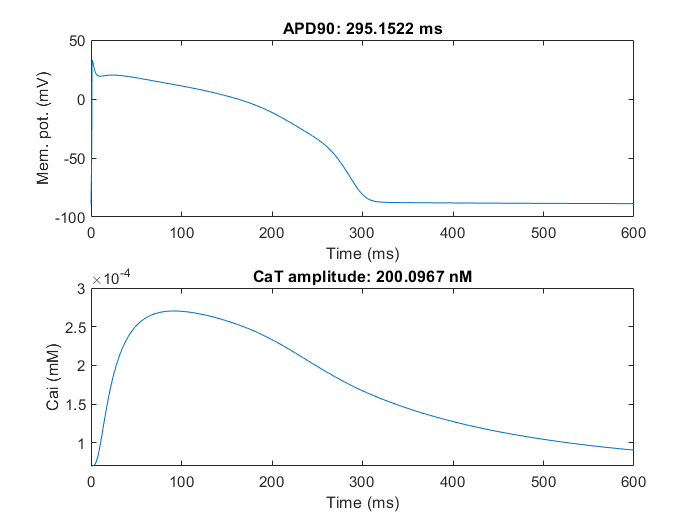 APD90: 295.1522 ms
50
0
-50
-100
Mem. pot. (mV)
0 100 200 300 400 500 600
Time (ms)
×10-4
CaT amplitude: 200.0967 nM
3
2.5
2
1.5
1
Cai (mM)
0 100 200 300 400 500 600
Time (ms)